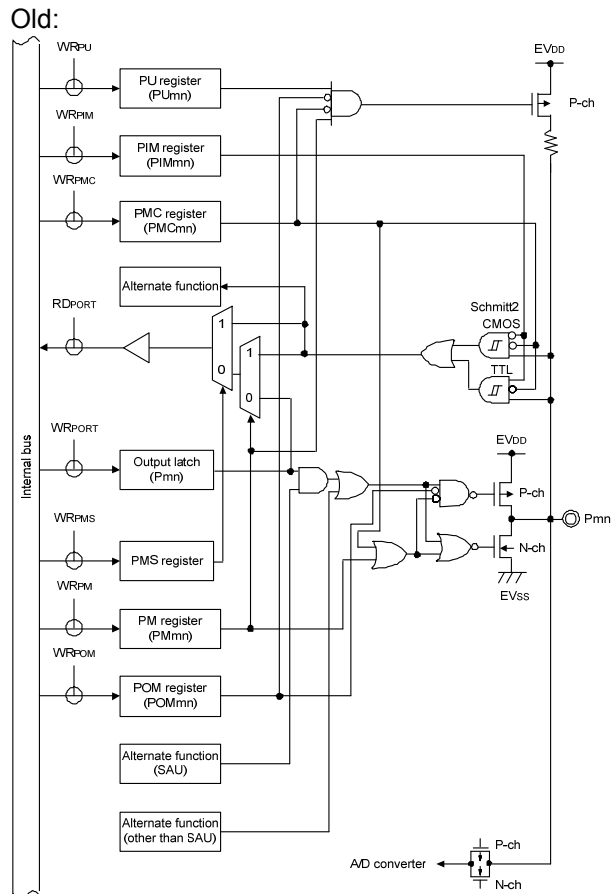 Old:
WRPU
PU register
(PUmn)
EVDD
P-ch
WRPIM
PIM register
(PIMmn)
WRPMC
PMC register
(PMCmn)
Alternate function
RDPORT
1
0
1
0
Schmitt2
CMOS
TTL
Internal bus
WRPORT
Output latch
(Pmn)
EVDD
P-ch
Pmn
N-ch
EVSS
WRPMS
PMS register
WRPM
PM register
(PMmn)
WRPOM
POM register
(POMmn)
Alternate function
(SAU)
Alternate function
(other than SAU)
P-ch
A/D converter
N-ch